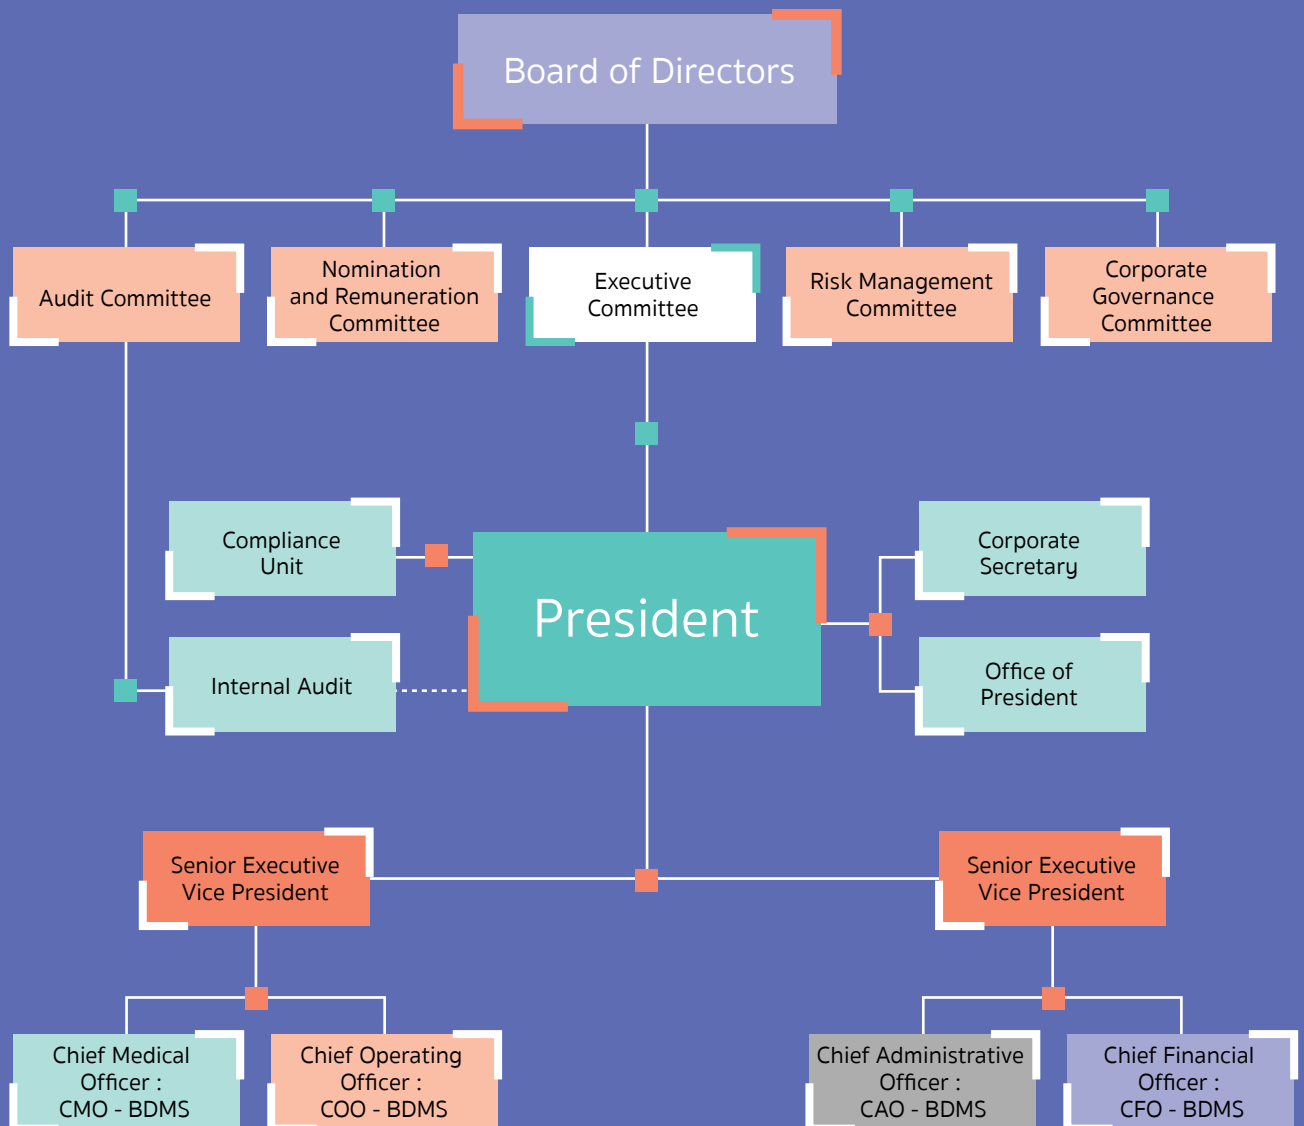 Board of Directors
Audit Committee
Nomination
and Remuneration
Committee
Executive
Committee
Risk Management
Committee
Corporate
Governance
Committee
Compliance
Unit
Internal Audit
President
Corporate
Secretary
Office of
President
Senior Executive
Vice President
Senior Executive
Vice President
Chief Medical
Officer :
CMO - BDMS
Chief Operating
Officer :
COO - BDMS
Chief Administrative
Officer :
CAO - BDMS
Chief Financial
Officer :
CFO - BDMS